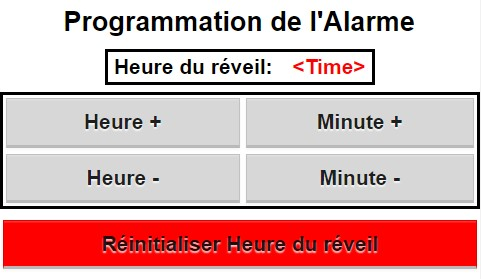 Programmation de l'Alarme
Heure du réveil: <Time>
Heure + Minute +
Heure - Minute -
Réinitialiser Heure du réveil